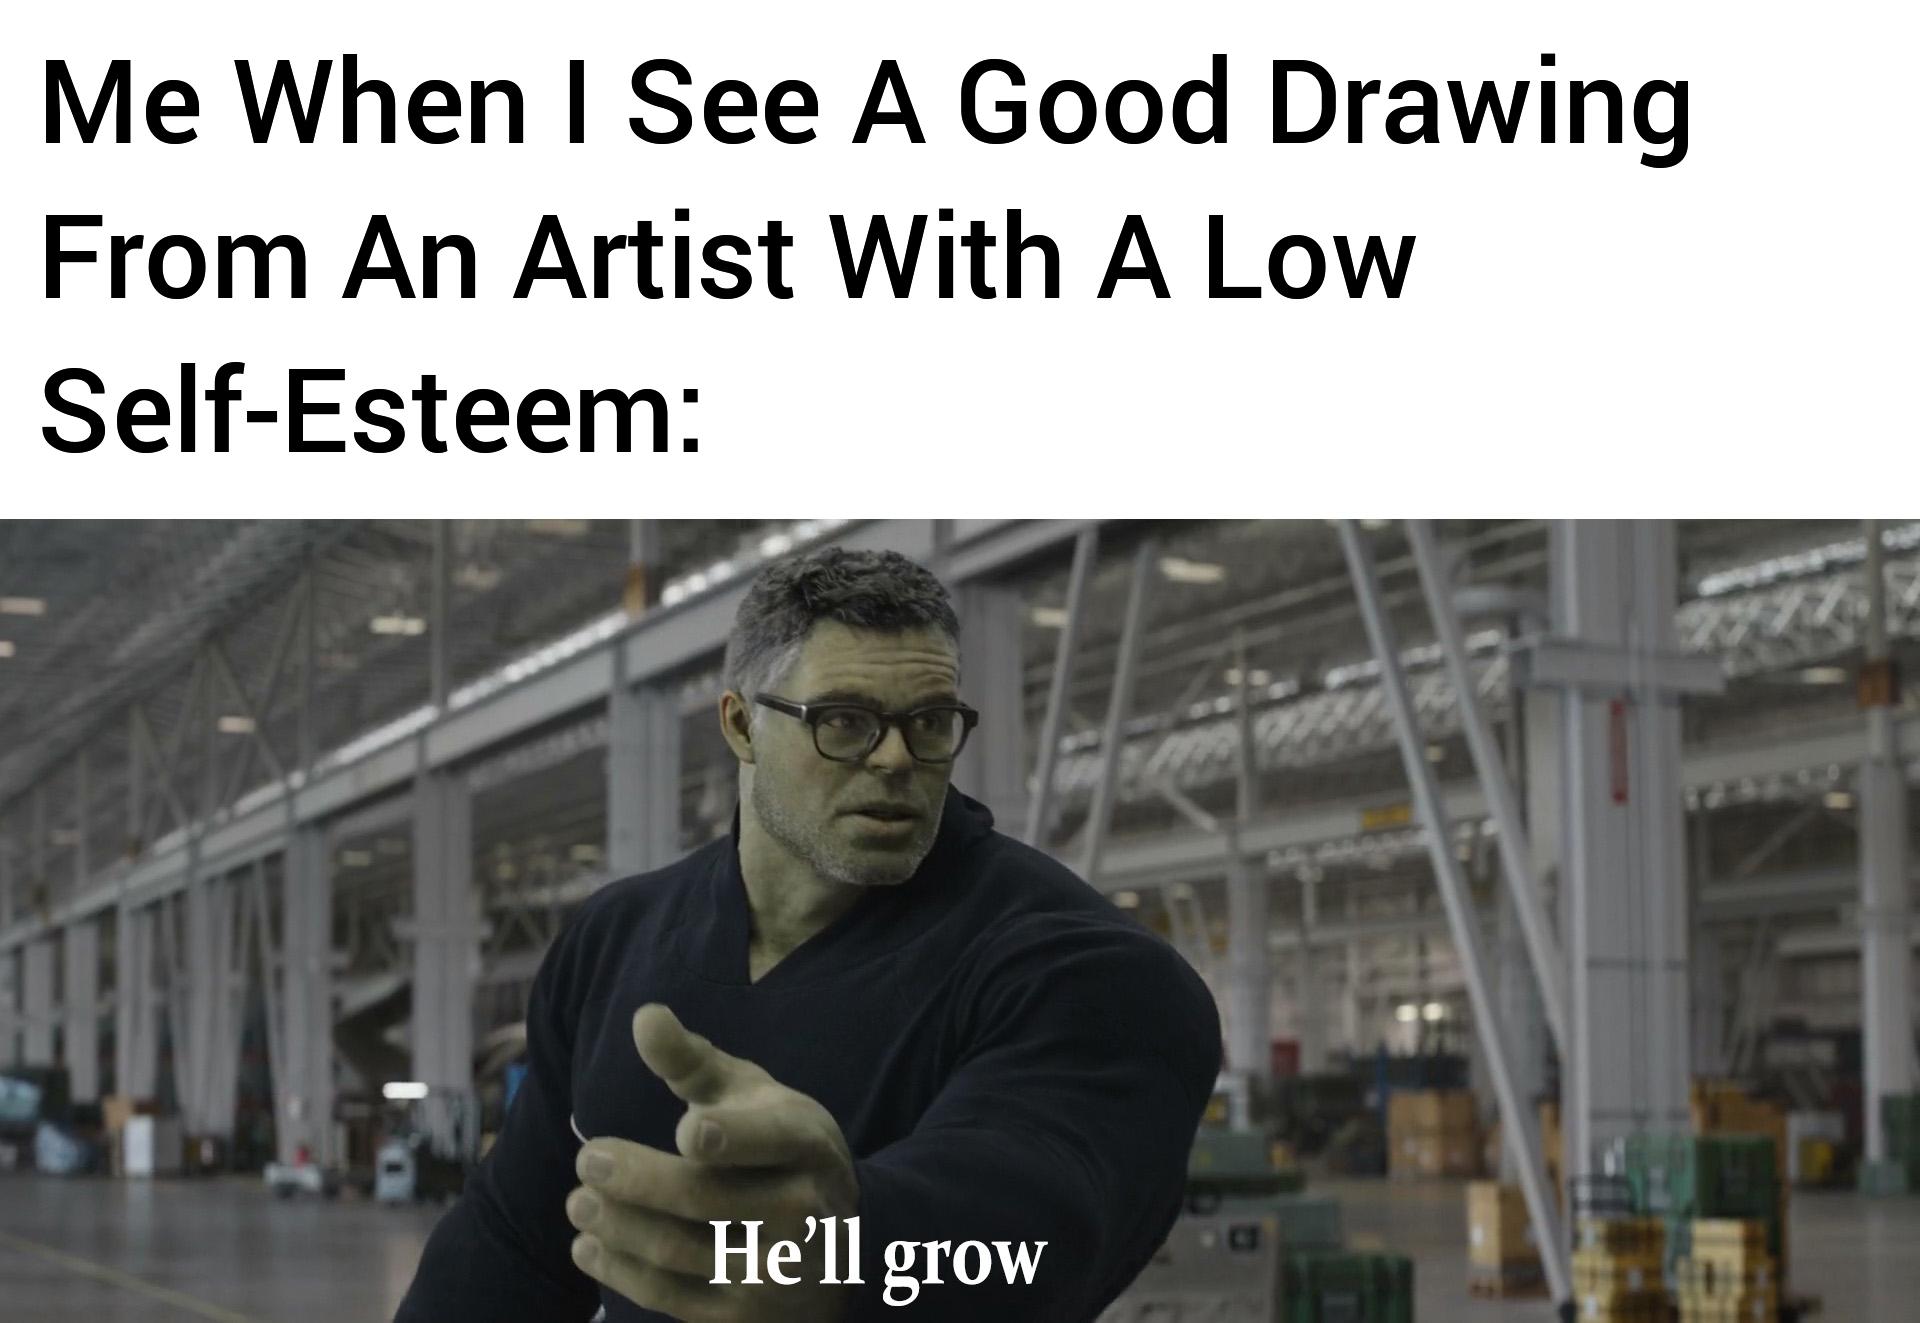 Me When I See A Good Drawing
From An Artist With A Low
Self-Esteem:
He’ll grow